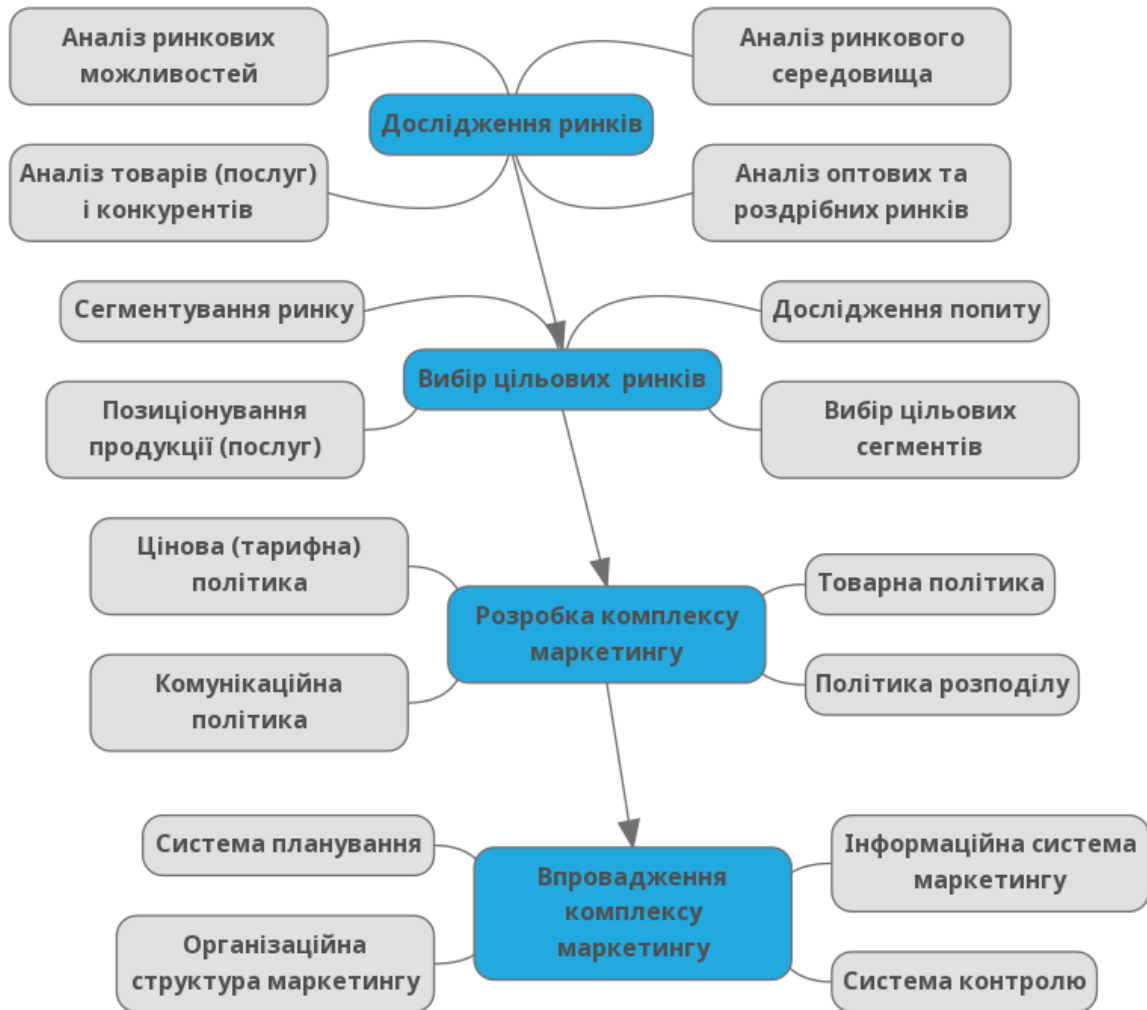 Аналіз ринкових
можливостей
Аналіз ринкового
середовища
Дослідження ринків
Аналіз товарів (послуг)
і конкурентів
Аналіз оптових та
роздрібних ринків
Сегментування ринку
Дослідження попиту
Вибір цільових  ринків
Позиціонування
продукції (послуг)
Вибір цільових
сегментів
Цінова (тарифна)
політика
Товарна політика
Розробка комплексу
маркетингу
Комунікаційна
політика
Політика розподілу
Система планування
Інформаційна система
маркетингу
Впровадження
комплексу
маркетингу
Організаційна
структура маркетингу
Система контролю